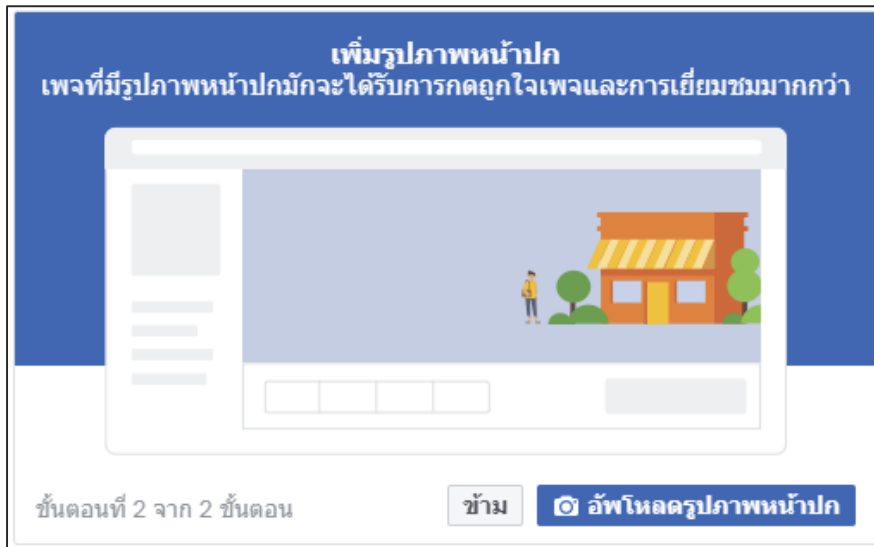 เพิ่มรูปภาพหน้าปก
เพจที่มีรูปภาพหน้าปกมักจะได้รับการกดถูกใจเพจและการเยี่ยมชมมากกว่า
ขั้นตอนที่ 2 จาก 2 ขั้นตอน
ข้าม
อัพโหลดรูปภาพหน้าปก